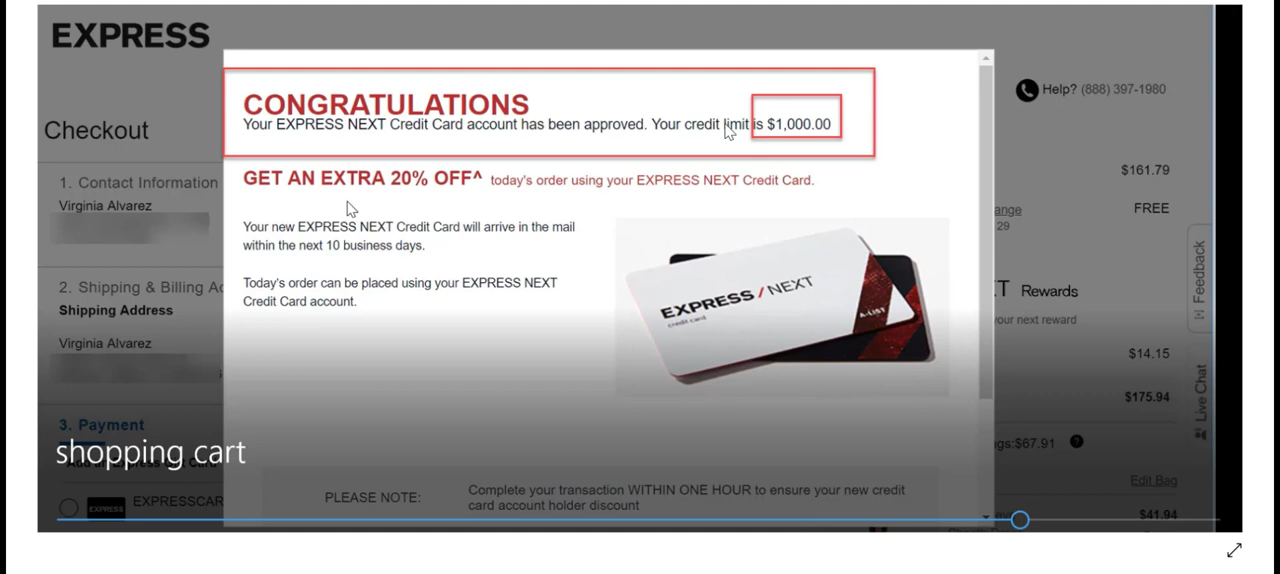 EXPRESS
CONGRATULATIONS
Your EXPRESS NEXT Credit Card account has been approved. Your credit limit is $1,000.00
GET AN EXTRA 20% OFF^ today's order using your EXPRESS NEXT Credit Card.
Your new EXPRESS NEXT Credit Card will arrive in the mail
within the next 10 business days.
Today's order can be placed using your EXPRESS NEXT
Credit Card account.
EXPRESS / NEXT
credit card
A-LIST
PLEASE NOTE:
Complete your transaction WITHIN ONE HOUR to ensure your new credit
card account holder discount
Checkout
1. Contact Information
Virginia Alvarez
2. Shipping & Billing
Shipping Address
Virginia Alvarez
3. Payment
shopping cart
EXPRESS
Help? (888) 397-1980
$161.79
FREE
29
Rewards
your next reward
$14.15
$175.94
$67.91
Edit Bag
$41.94
Feedback
Live Chat